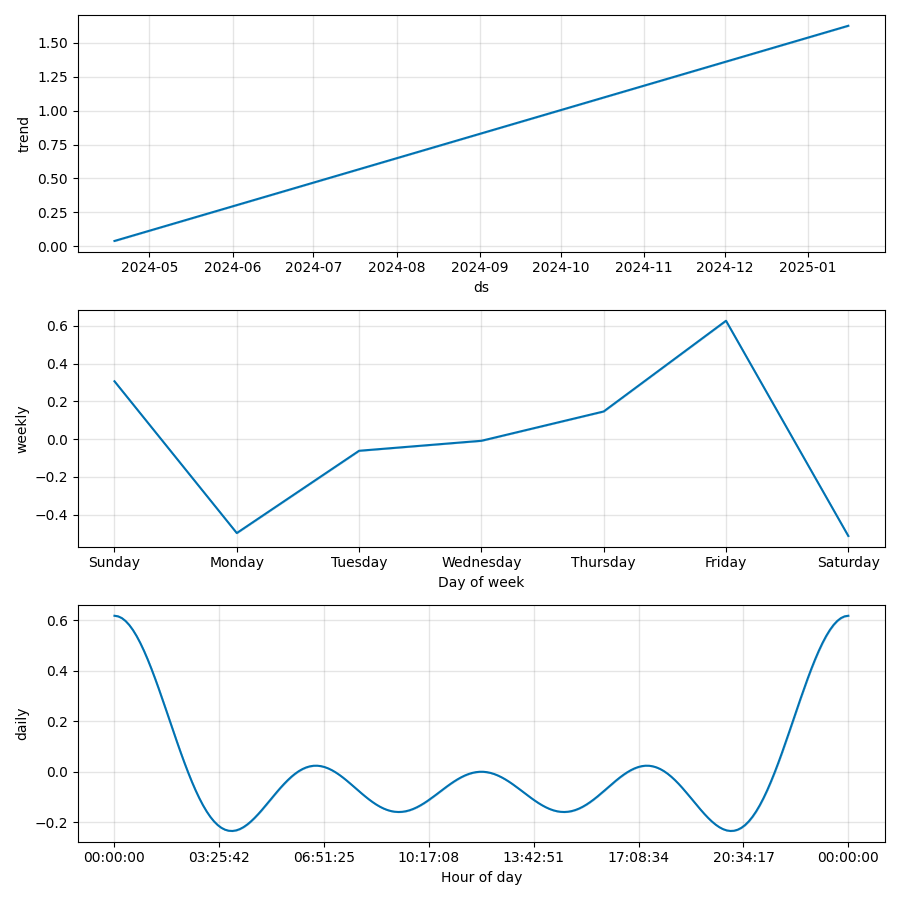 1.50
1.25
1.00
0.75
0.50
0.25
0.00
trend
2024-05 2024-06 2024-07 2024-08 2024-09 2024-10 2024-11 2024-12 2025-01
ds
0.6
0.4
0.2
0.0
−0.2
−0.4
weekly
Sunday Monday Tuesday Wednesday Thursday Friday Saturday
Day of week
0.6
0.4
0.2
0.0
−0.2
daily
00:00:00 03:25:42 06:51:25 10:17:08 13:42:51 17:08:34 20:34:17 00:00:00
Hour of day